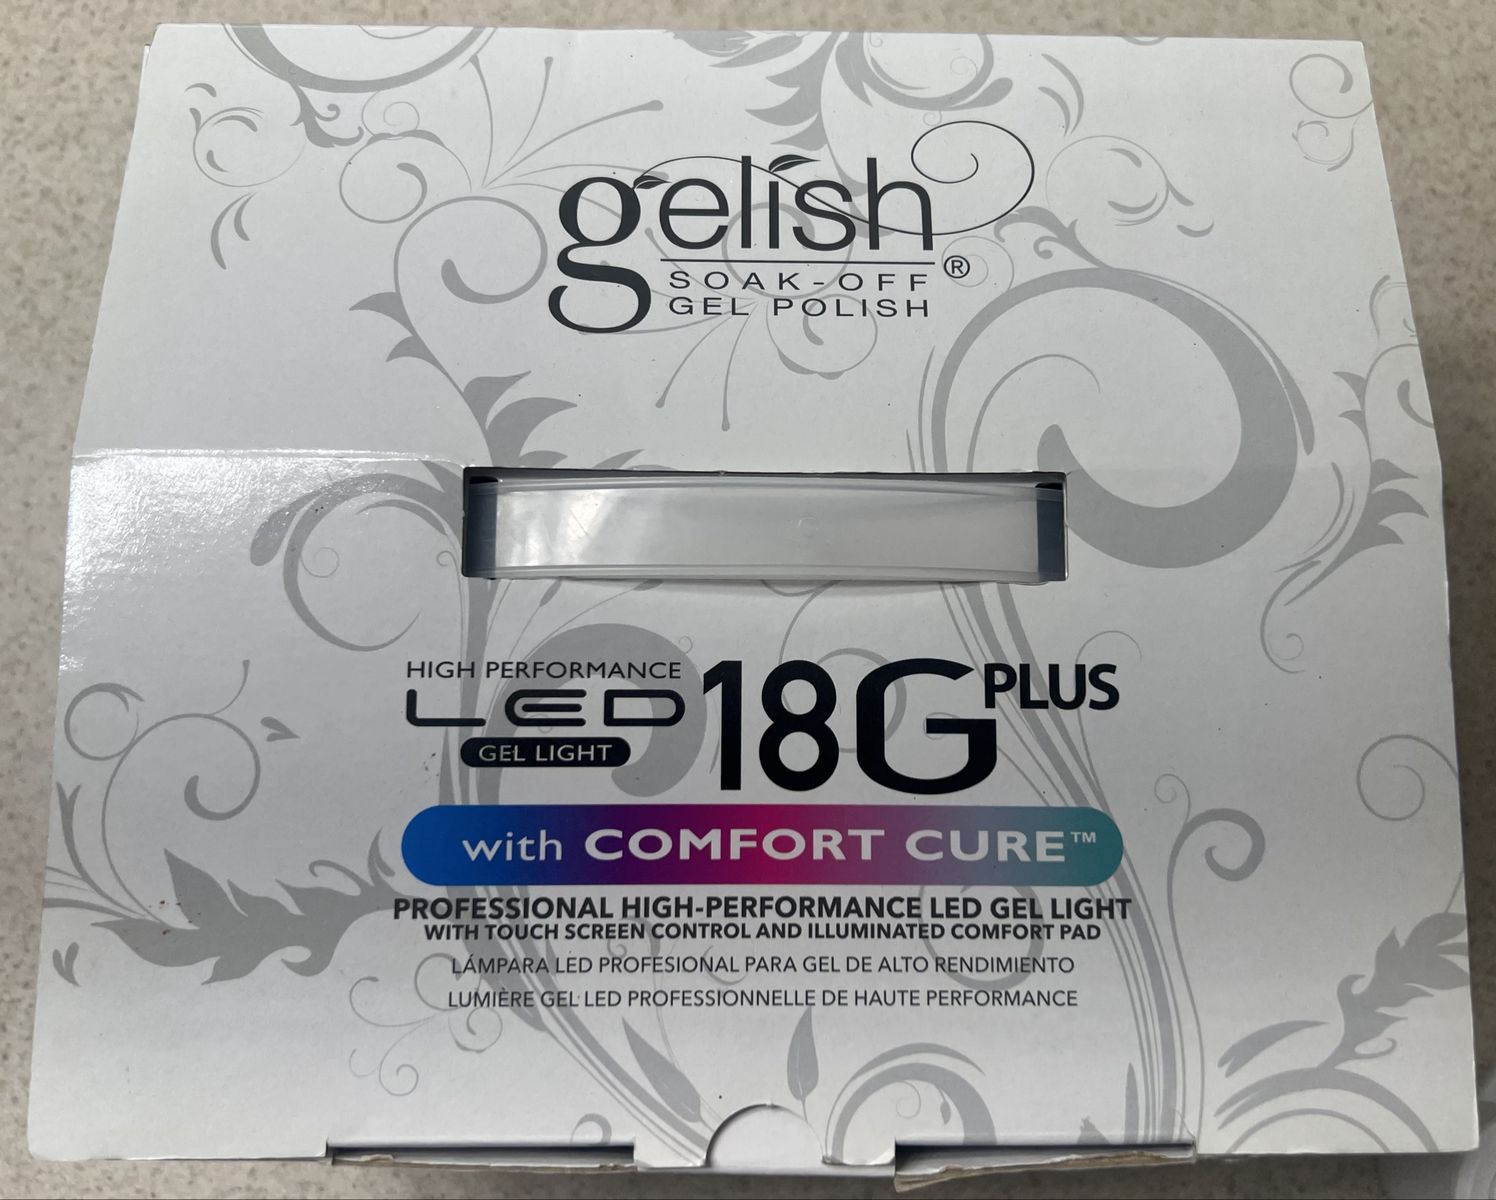 gelish®
SOAK-OFF
GEL POLISH
HIGH PERFORMANCE
LED
GEL LIGHT
18G PLUS
with COMFORT CURE™
PROFESSIONAL HIGH-PERFORMANCE LED GEL LIGHT
WITH TOUCH SCREEN CONTROL AND ILLUMINATED COMFORT PAD
LÁMPARA LED PROFESIONAL PARA GEL DE ALTO RENDIMIENTO
LUMIÈRE GEL LED PROFESSIONNELLE DE HAUTE PERFORMANCE